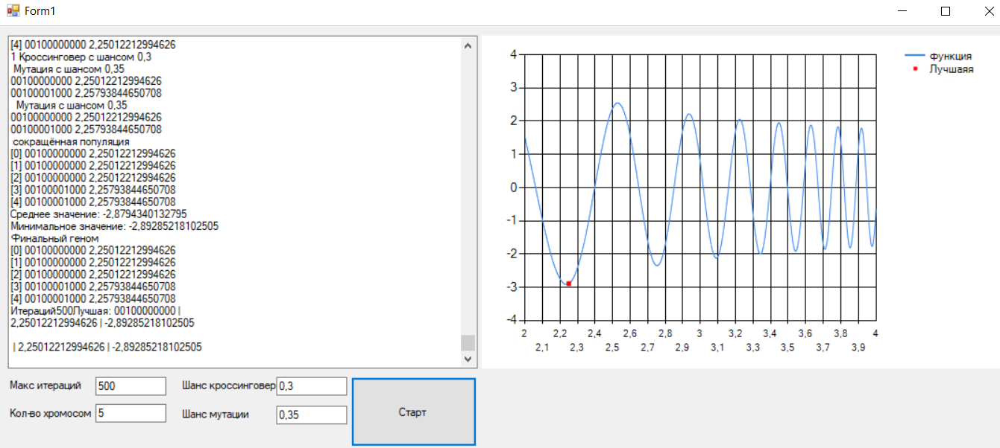 Form1
[4] 00100000000 2,25012212994626
1 Кроссинговер с шансом 0,3
Мутация с шансом 0,35
00100000000 2,25012212994626
00100001000 2,25793844650708
Мутация с шансом 0,35
00100000000 2,25012212994626
00100001000 2,25793844650708
сокращённая популяция
[0] 00100000000 2,25012212994626
[1] 00100000000 2,25012212994626
[2] 00100000000 2,25012212994626
[3] 00100001000 2,25793844650708
[4] 00100001000 2,25793844650708
Среднее значение: -2,8794340132795
Минимальное значение: -2,89285218102505
Финальный геном
[0] 00100000000 2,25012212994626
[1] 00100000000 2,25012212994626
[2] 00100000000 2,25012212994626
[3] 00100001000 2,25793844650708
[4] 00100001000 2,25793844650708
Итераций500Лучшая: 00100000000 |
2,25012212994626 | -2,89285218102505
| 2,25012212994626 | -2,89285218102505
4
3
2
1
0
-1
-2
-3
-4
2 2,2 2,4 2,6 2,8 3 3,2 3,4 3,6 3,8 4
2,1 2,3 2,5 2,7 2,9 3,1 3,3 3,5 3,7 3,9
функция
Лучшаяя
Макс итераций 500 Шанс кроссинговер 0,3
Кол-во хромосом 5 Шанс мутации 0,35
Старт